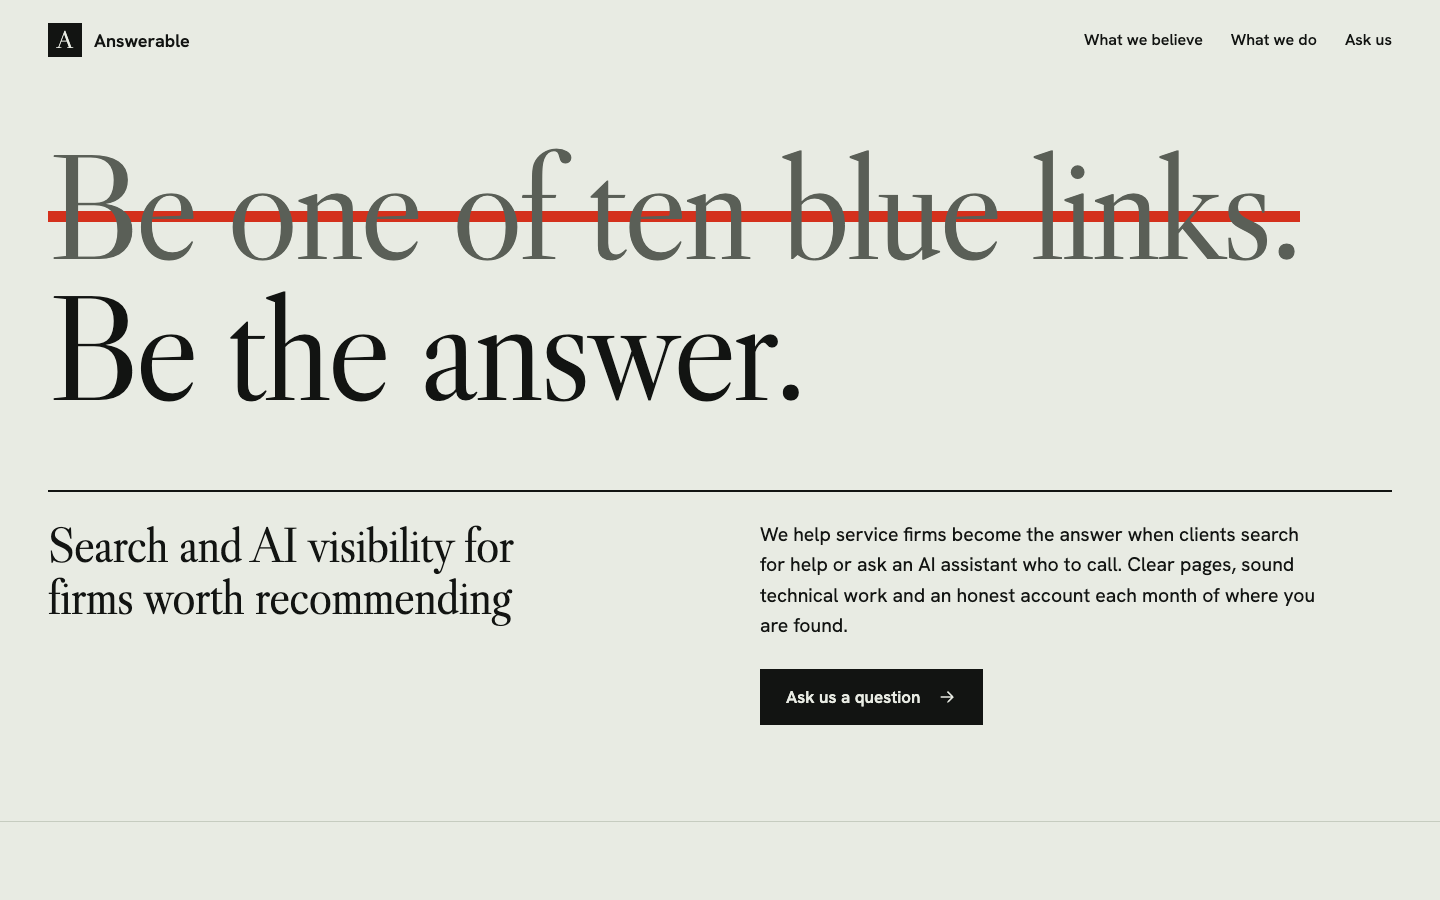 A Answerable
What we believe What we do Ask us
Be one of ten blue links.
Be the answer.
Search and AI visibility for
firms worth recommending
We help service firms become the answer when clients search
for help or ask an AI assistant who to call. Clear pages, sound
technical work and an honest account each month of where you
are found.
Ask us a question →